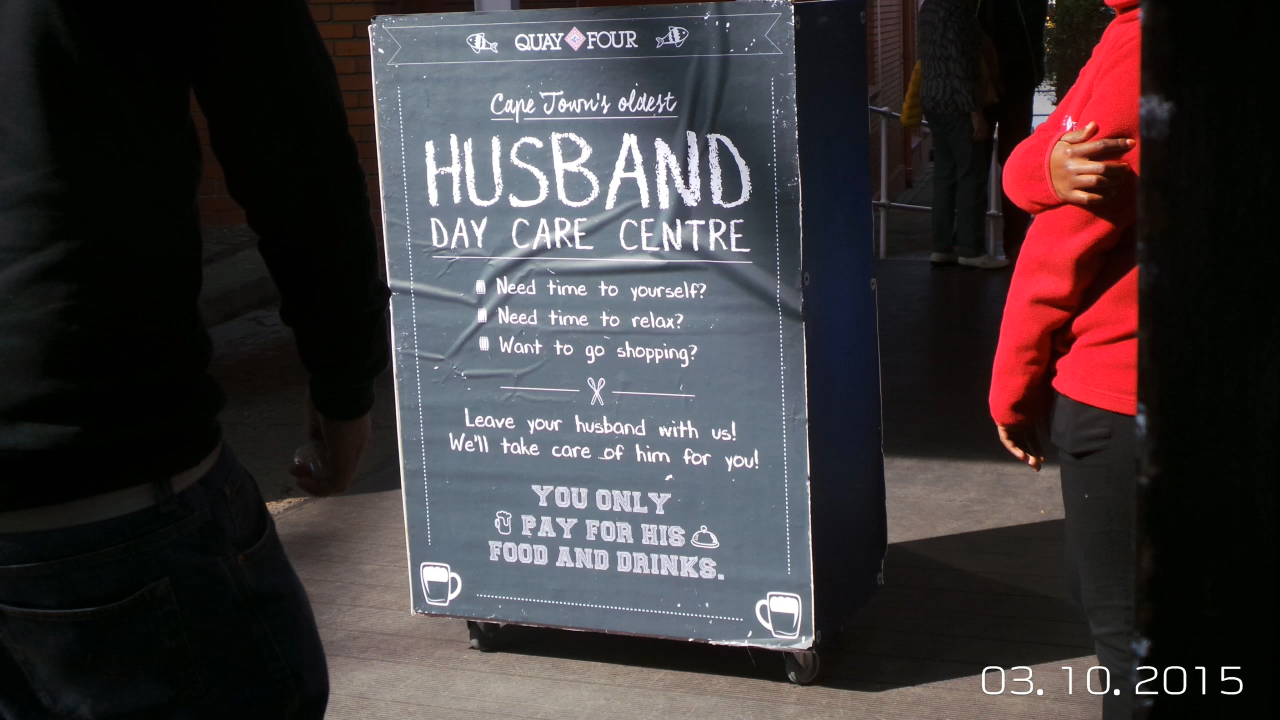 QUAY FOUR
Cape Town's oldest
HUSBAND
DAY CARE CENTRE
Need time to yourself?
Need time to relax?
Want to go shopping?
Leave your husband with us!
We'll take care of him for you!
YOU ONLY
PAY FOR HIS
FOOD AND DRINKS.
03. 10. 2015